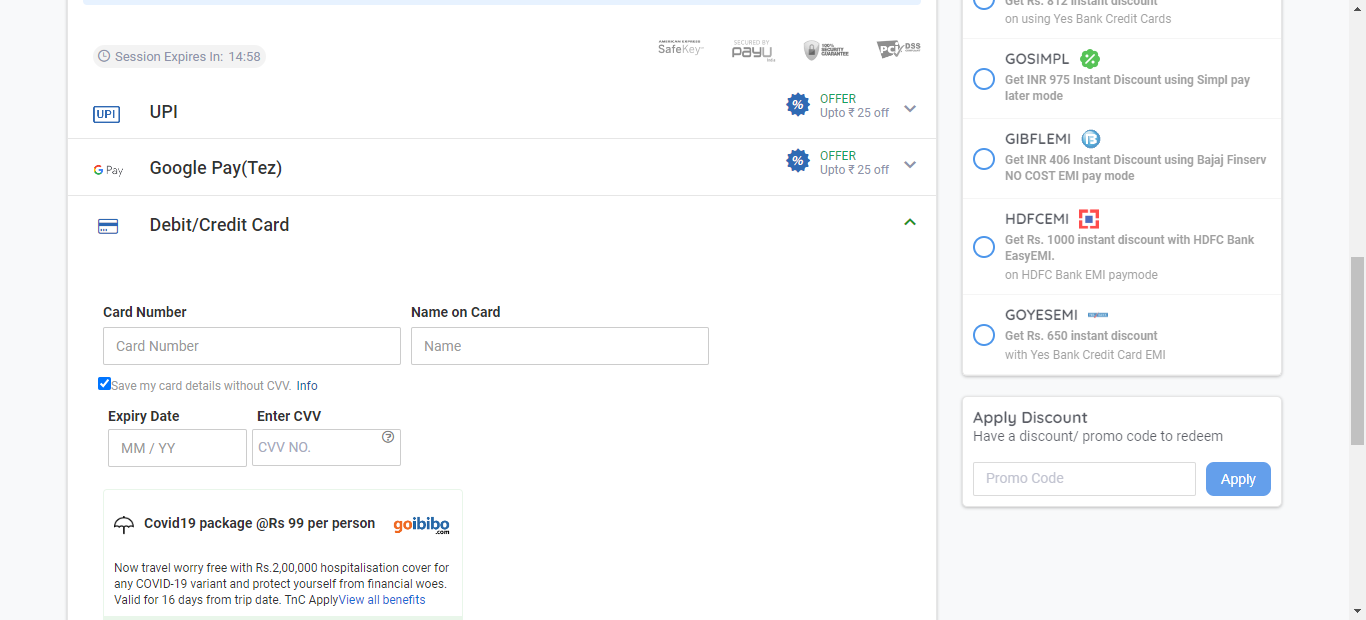 Session Expires In: 14:58
AMERICAN EXPRESS
SafeKey
SECURED BY
PayU
india
100%
SECURITY
GUARANTEE
PCI DSS
UPI
UPI
%
OFFER
Upto ₹ 25 off
G Pay
Google Pay(Tez)
%
OFFER
Upto ₹ 25 off
Debit/Credit Card
Card Number
Name on Card
Card Number
Name
Save my card details without CVV. Info
Expiry Date
Enter CVV
MM / YY
CVV NO.
?
Covid19 package @Rs 99 per person
goibibo
.com
Now travel worry free with Rs.2,00,000 hospitalisation cover for
any COVID-19 variant and protect yourself from financial woes.
Valid for 16 days from trip date. TnC ApplyView all benefits
Get Rs. 812 instant discount
on using Yes Bank Credit Cards
GOSIMPL
Get INR 975 Instant Discount using Simpl pay
later mode
GIBFLEMI
Get INR 406 Instant Discount using Bajaj Finserv
NO COST EMI pay mode
HDFCEMI
Get Rs. 1000 instant discount with HDFC Bank
EasyEMI.
on HDFC Bank EMI paymode
GOYESEMI
Get Rs. 650 instant discount
with Yes Bank Credit Card EMI
Apply Discount
Have a discount/ promo code to redeem
Promo Code
Apply